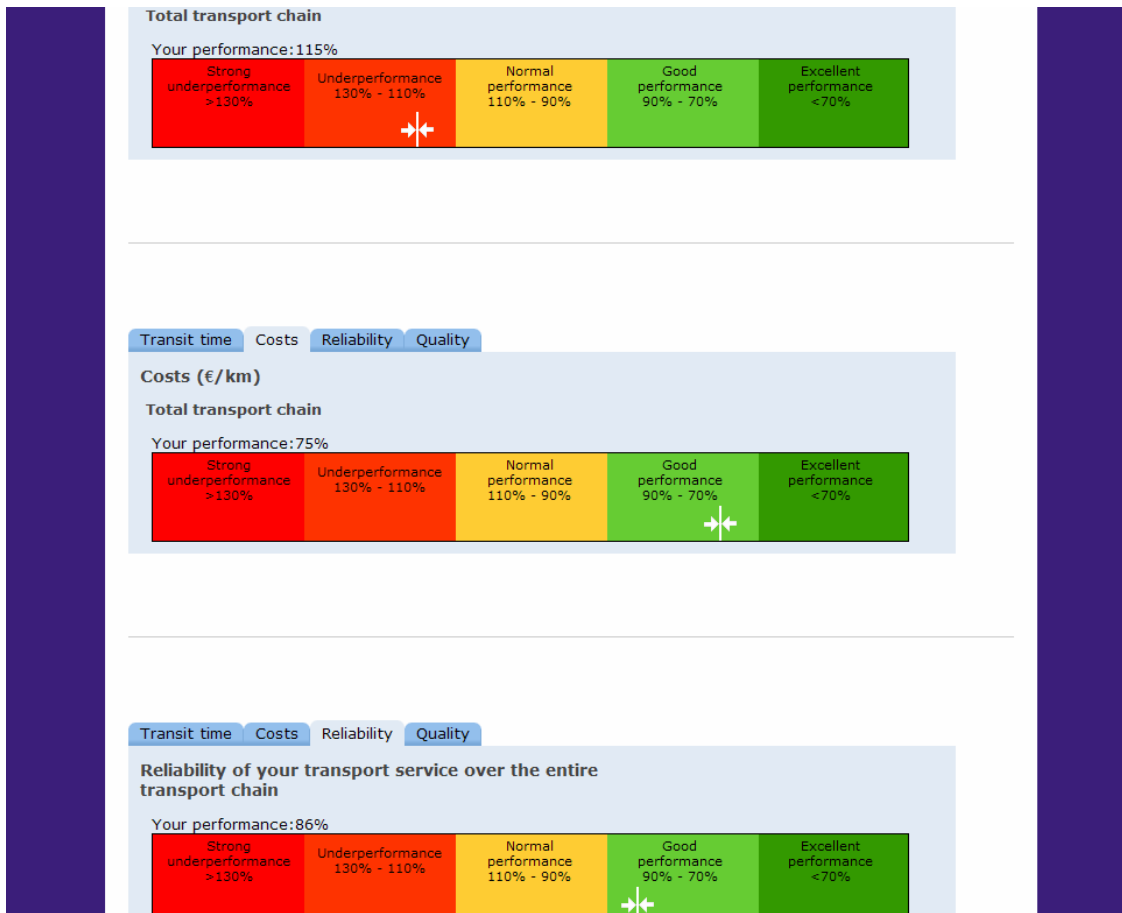 Total transport chain
Your performance:115%
Strong underperformance >130%
Underperformance 130% - 110%
Normal performance 110% - 90%
Good performance 90% - 70%
Excellent performance <70%
Transit time Costs Reliability Quality
Costs (€/km)
Total transport chain
Your performance:75%
Strong underperformance >130%
Underperformance 130% - 110%
Normal performance 110% - 90%
Good performance 90% - 70%
Excellent performance <70%
Transit time Costs Reliability Quality
Reliability of your transport service over the entire
transport chain
Your performance:86%
Strong underperformance >130%
Underperformance 130% - 110%
Normal performance 110% - 90%
Good performance 90% - 70%
Excellent performance <70%